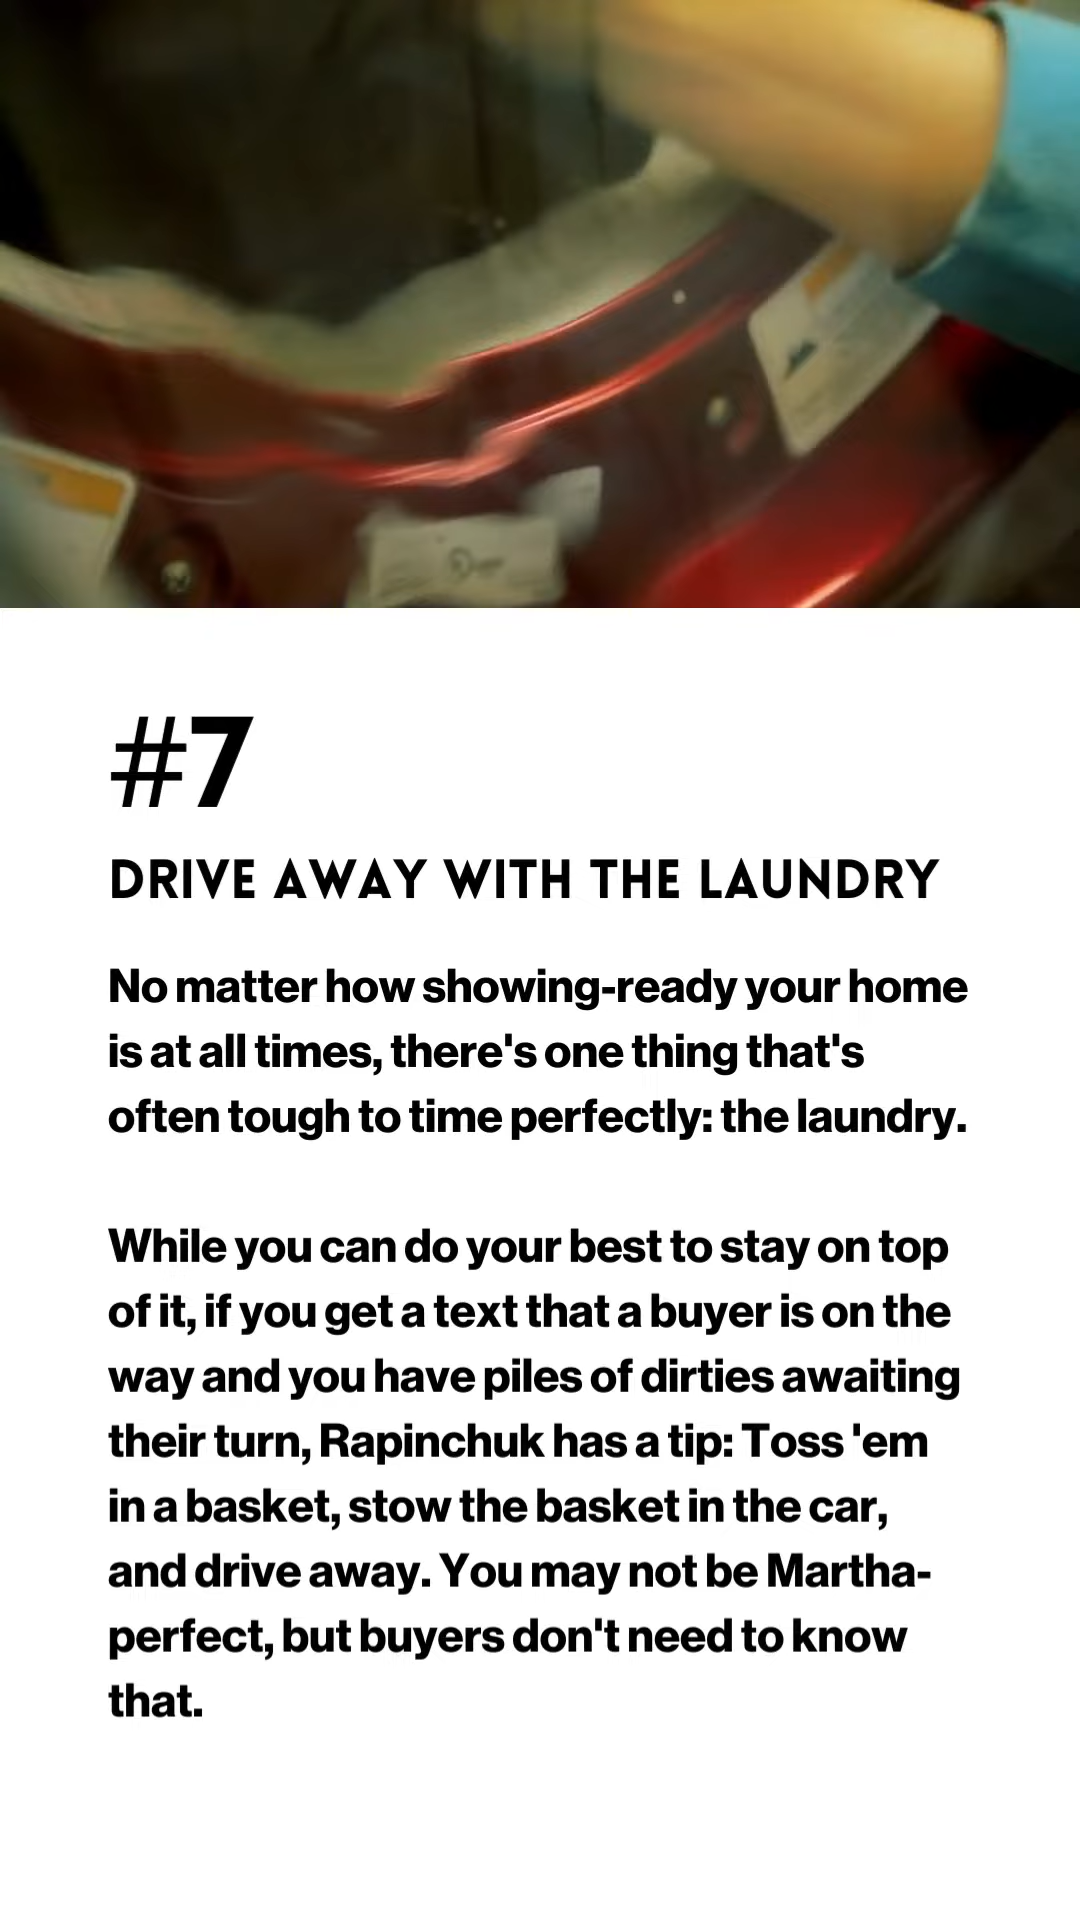 #7
DRIVE AWAY WITH THE LAUNDRY
No matter how showing-ready your home
is at all times, there's one thing that's
often tough to time perfectly: the laundry.
While you can do your best to stay on top
of it, if you get a text that a buyer is on the
way and you have piles of dirties awaiting
their turn, Rapinchuk has a tip: Toss 'em
in a basket, stow the basket in the car,
and drive away. You may not be Martha-
perfect, but buyers don't need to know
that.